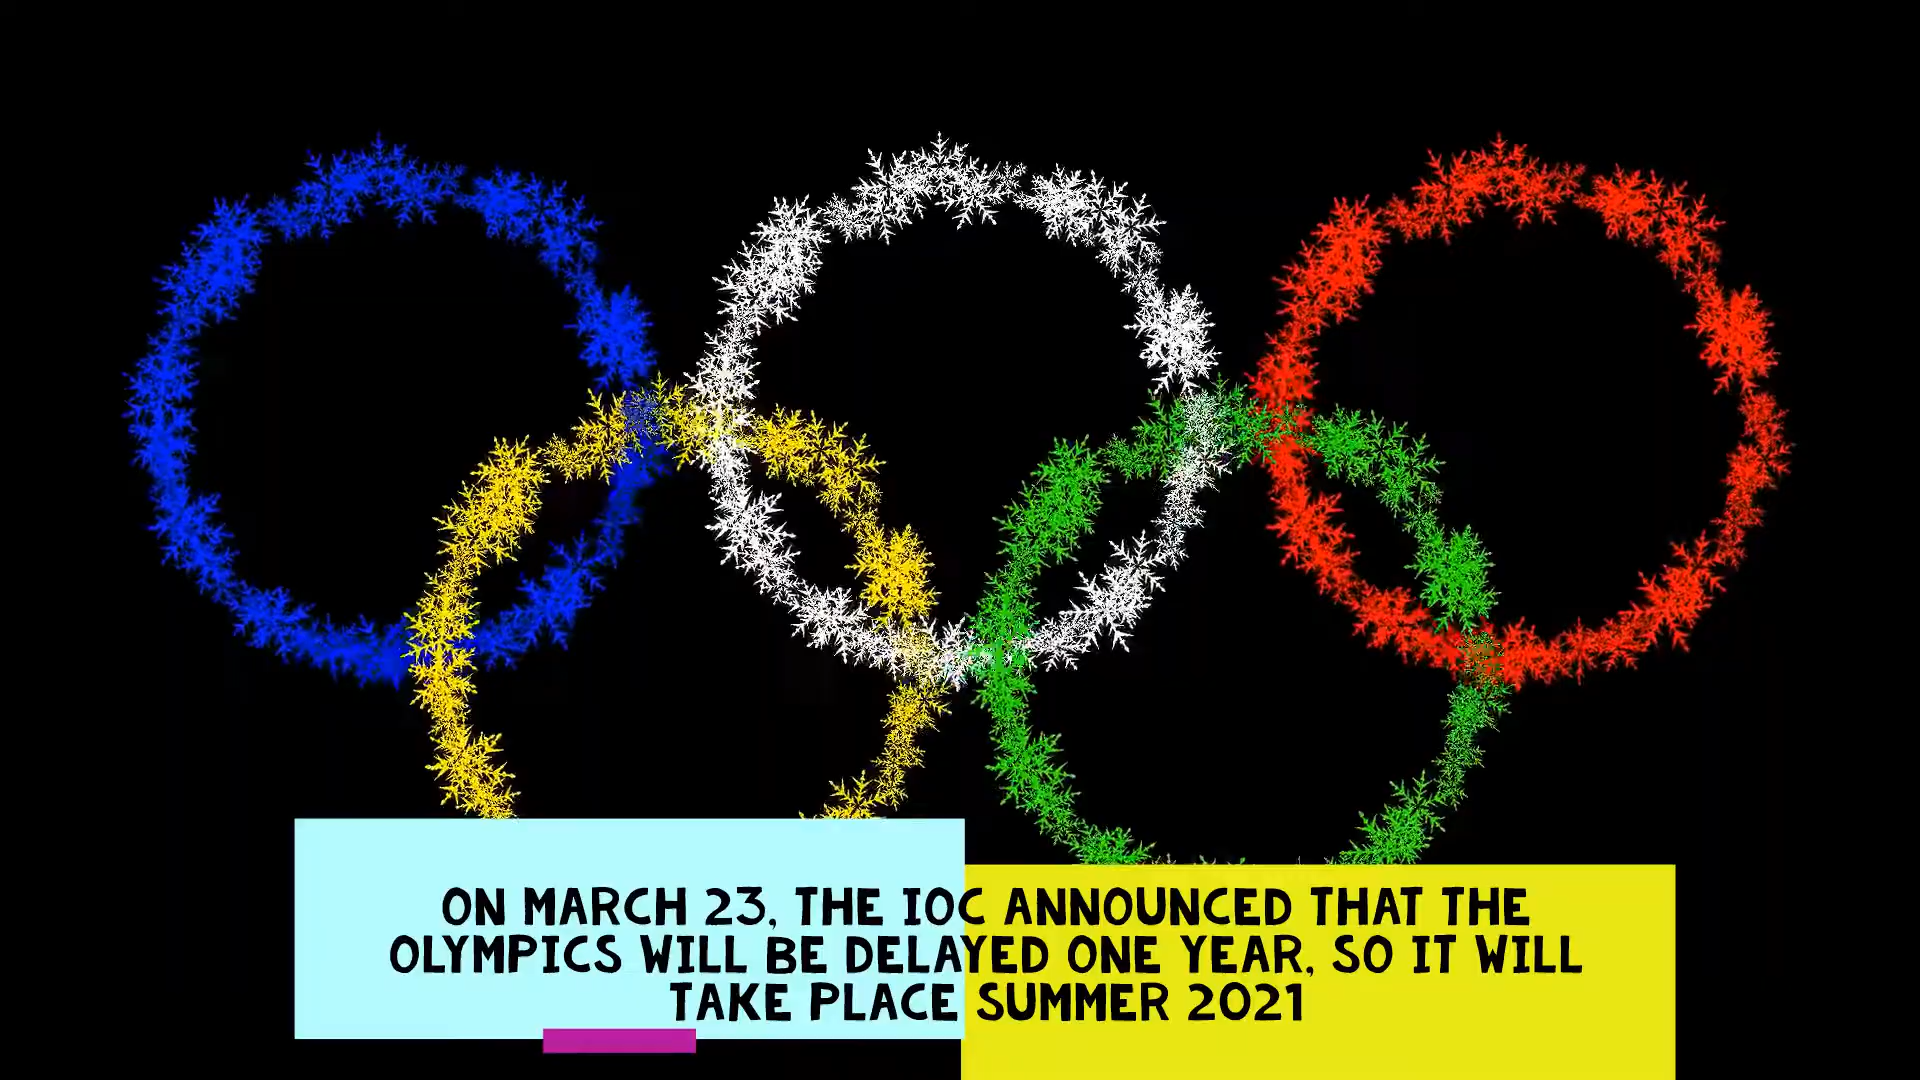 ON MARCH 23, THE IOC ANNOUNCED THAT THE
OLYMPICS WILL BE DELAYED ONE YEAR, SO IT WILL
TAKE PLACE SUMMER 2021